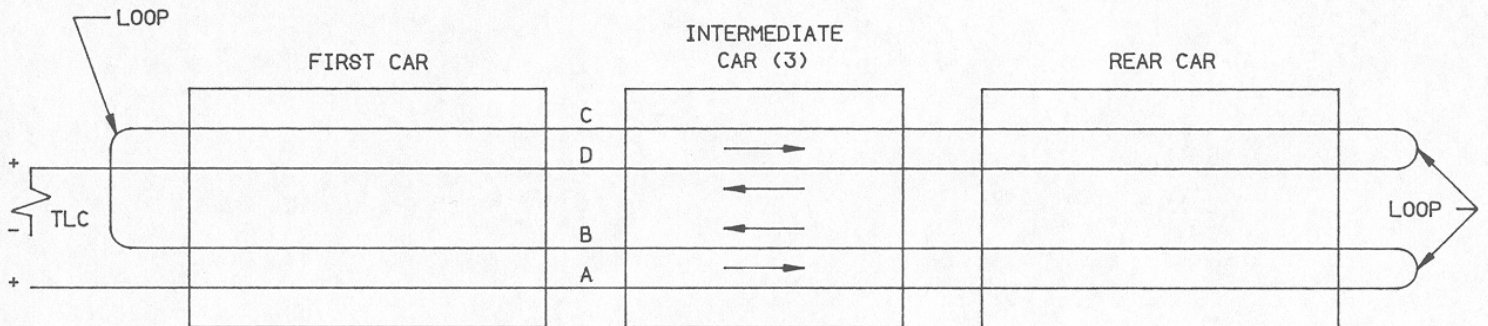 LOOP
FIRST CAR
INTERMEDIATE
CAR (3)
REAR CAR
C
+
D
TLC
-
B
LOOP
+
A